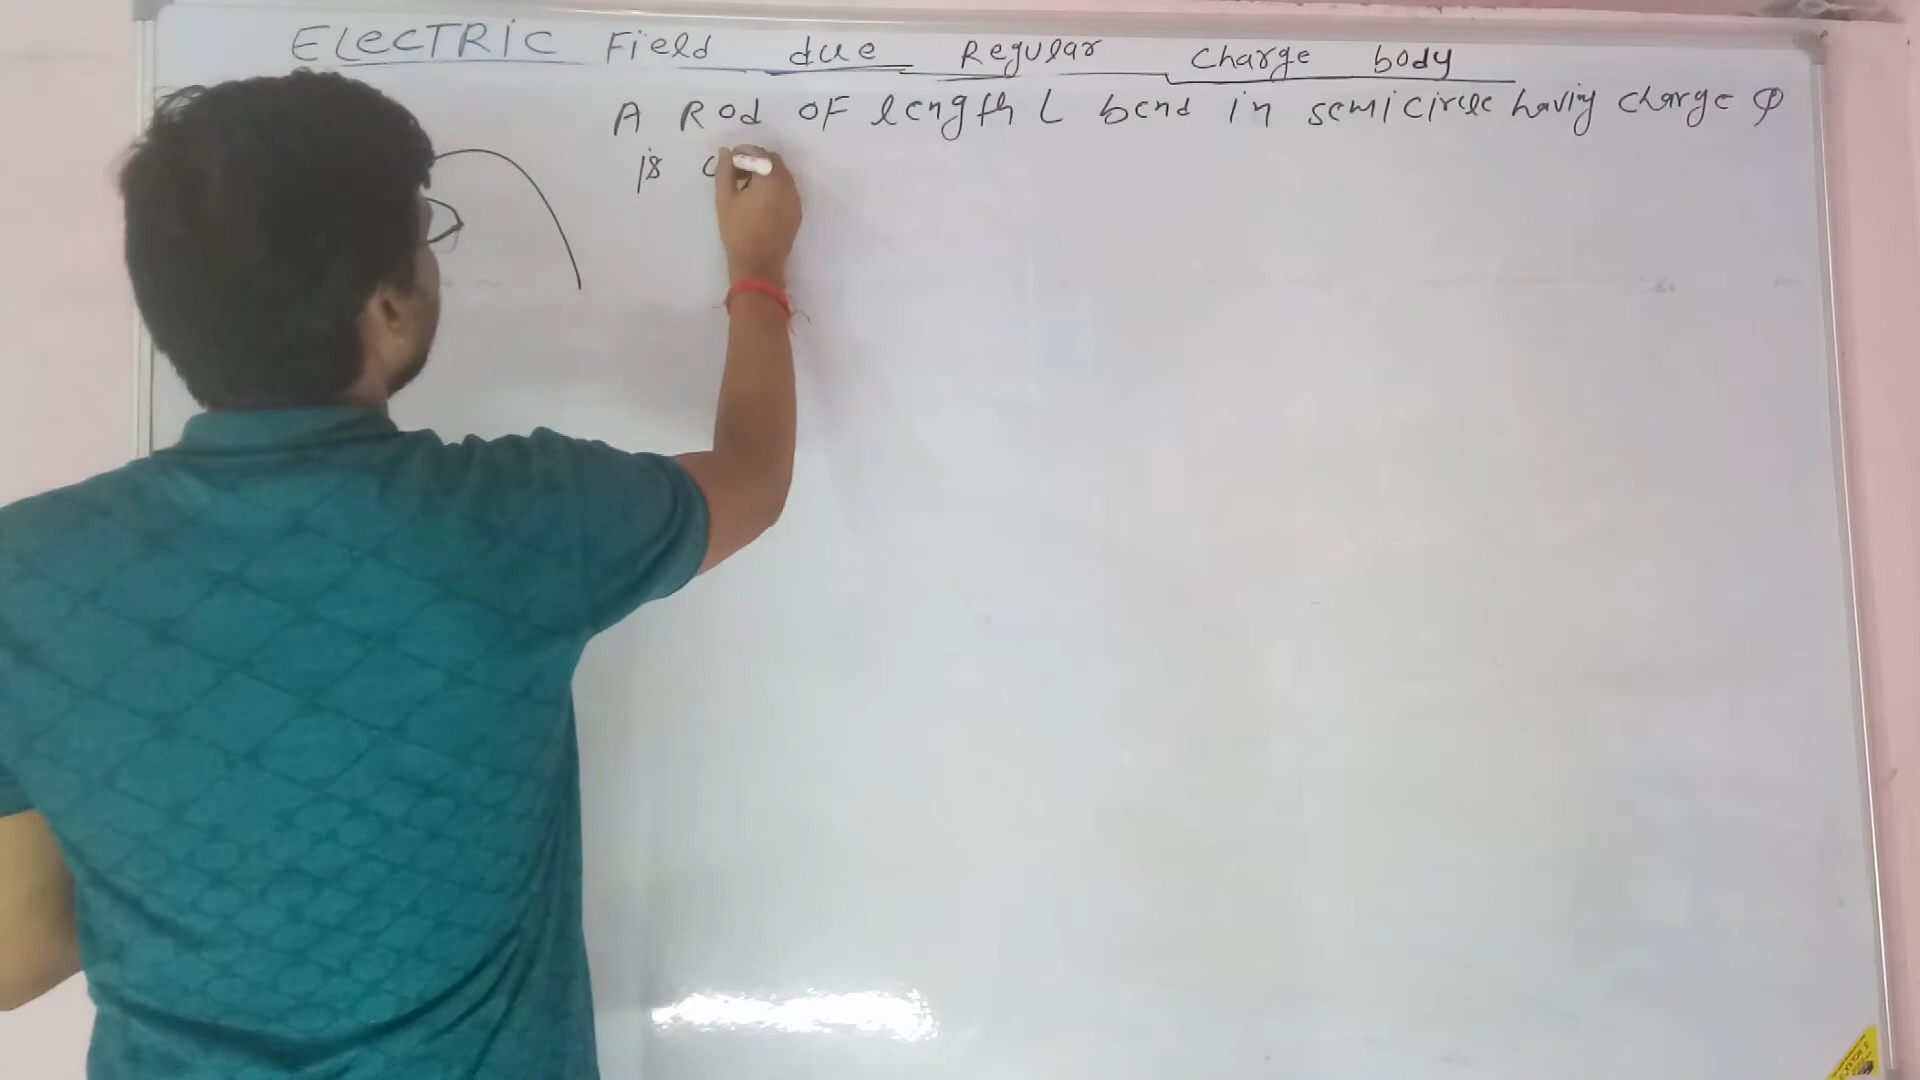 ELECTRIC Field due Regular Charge body
A Rod OF length L bend in semicircle having charge Q
is